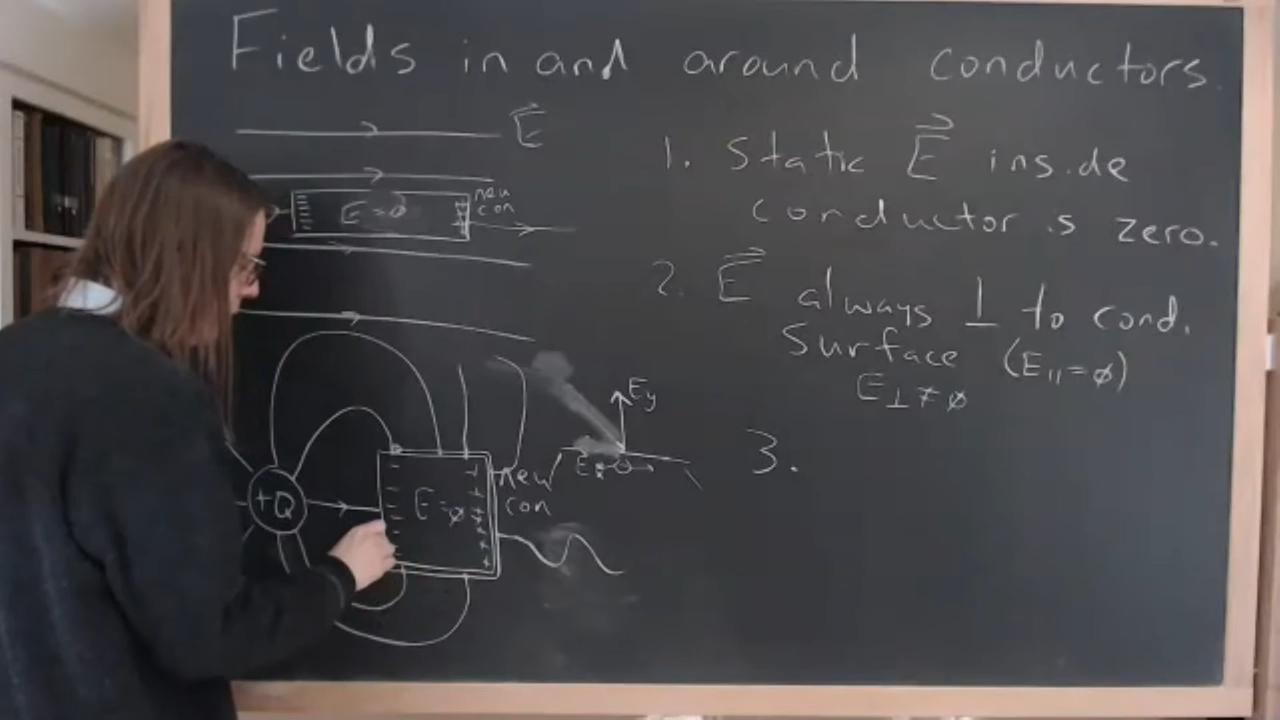 Fields in and around conductors.
E
E=0
neu
con
1. Static E inside
conductor is zero.
2. E always ⊥ to cond.
surface (E∥=∅)
E⊥≠∅
3.
Ey
+Q
E=∅
neu
con